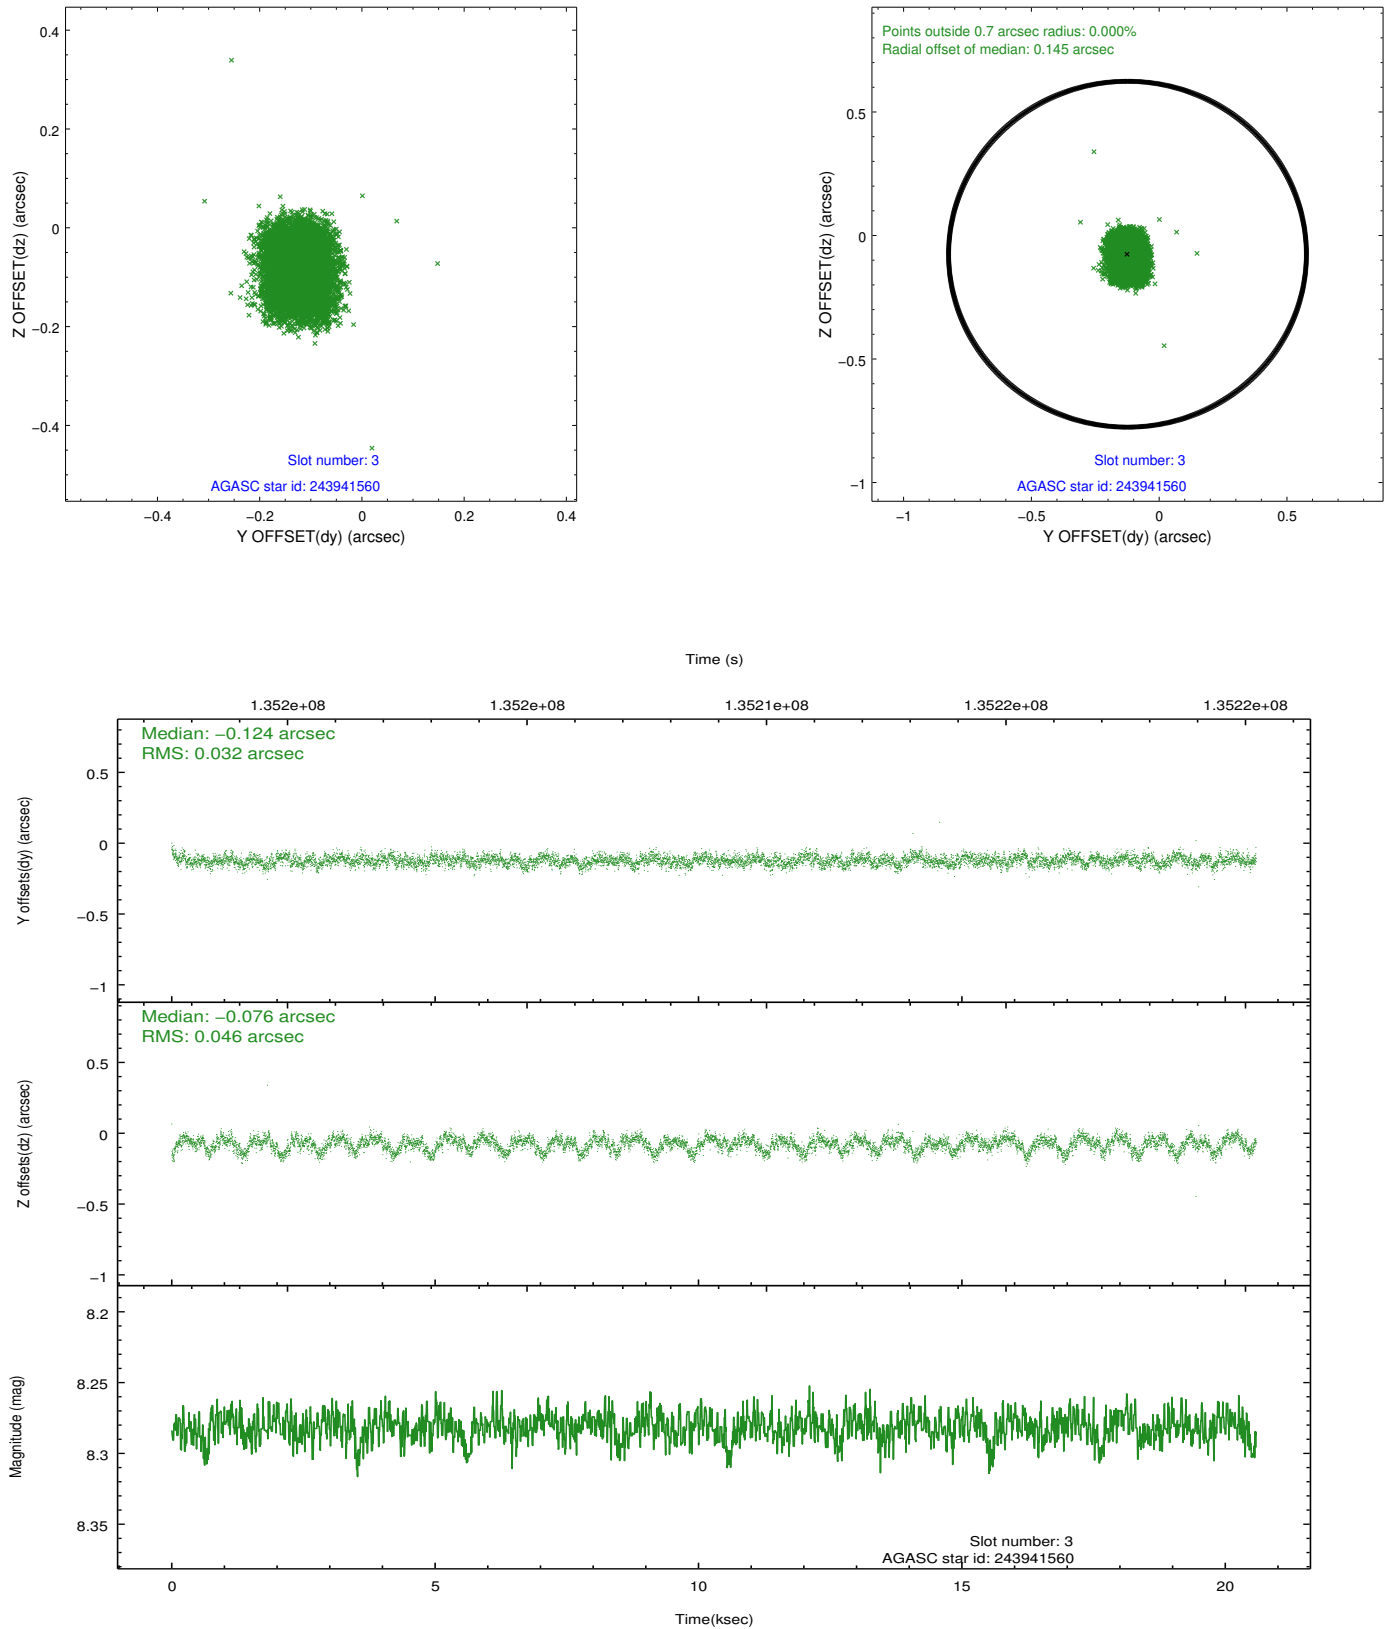 0.4
0.2
0
−0.2
−0.4
Z OFFSET(dz) (arcsec)
Slot number: 3
AGASC star id: 243941560
−0.4
−0.2
0
0.2
0.4
Y OFFSET(dy) (arcsec)
Points outside 0.7 arcsec radius: 0.000%
Radial offset of median: 0.145 arcsec
0.5
0
−0.5
−1
Z OFFSET(dz) (arcsec)
Slot number: 3
AGASC star id: 243941560
−1
−0.5
0
0.5
Y OFFSET(dy) (arcsec)
Time (s)
1.352e+08
1.352e+08
1.3521e+08
1.3522e+08
1.3522e+08
Median: −0.124 arcsec
RMS: 0.032 arcsec
0.5
0
−0.5
−1
Y offsets(dy) (arcsec)
Median: −0.076 arcsec
RMS: 0.046 arcsec
0.5
0
−0.5
−1
Z offsets(dz) (arcsec)
8.2
8.25
8.3
8.35
Magnitude (mag)
Slot number: 3
AGASC star id: 243941560
0
5
10
15
20
Time(ksec)